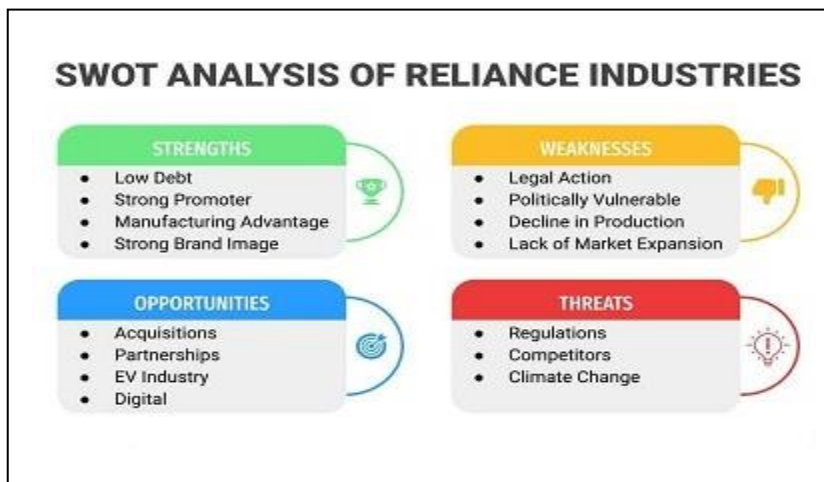 SWOT ANALYSIS OF RELIANCE INDUSTRIES
STRENGTHS
● Low Debt
● Strong Promoter
● Manufacturing Advantage
● Strong Brand Image
WEAKNESSES
● Legal Action
● Politically Vulnerable
● Decline in Production
● Lack of Market Expansion
OPPORTUNITIES
● Acquisitions
● Partnerships
● EV Industry
● Digital
THREATS
● Regulations
● Competitors
● Climate Change